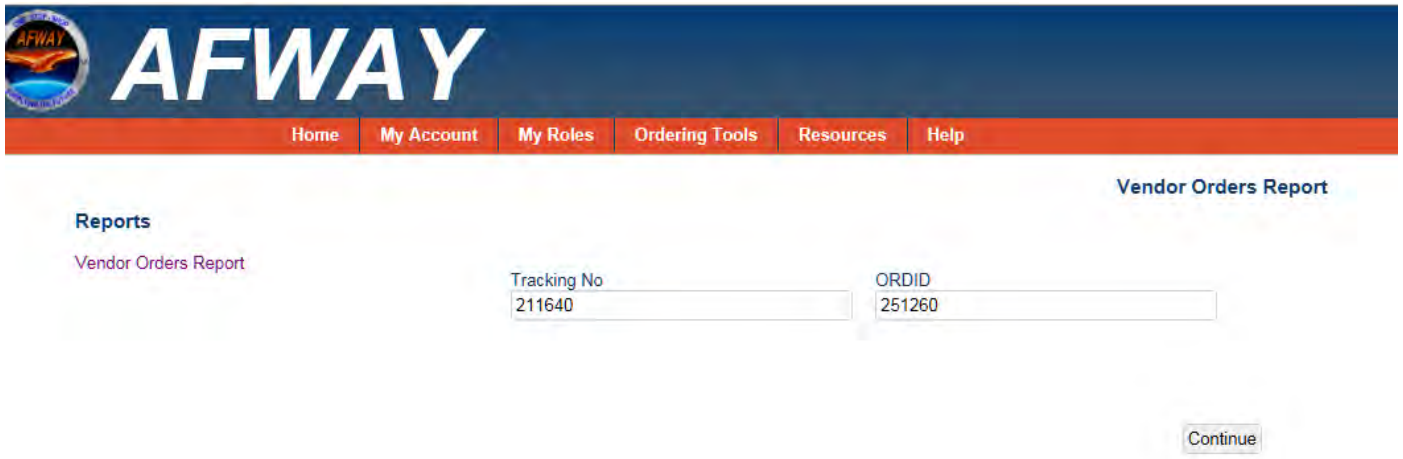 AFWAY
AFWAY
Home My Account My Roles Ordering Tools Resources Help
Vendor Orders Report
Reports
Vendor Orders Report
Tracking No ORDID
211640 251260
Continue